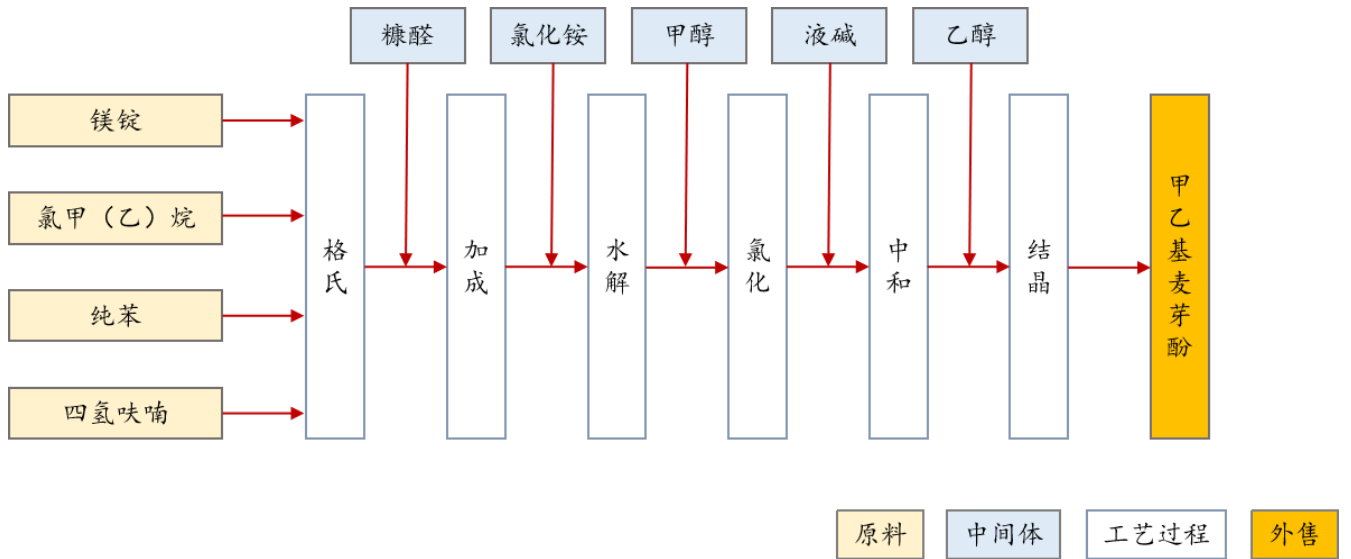 糠醛
氯化铵
甲醇
液碱
乙醇
镁锭
氯甲（乙）烷
纯苯
四氢呋喃
格氏
加成
水解
氯化
中和
结晶
甲乙基麦芽酚
原料
中间体
工艺过程
外售